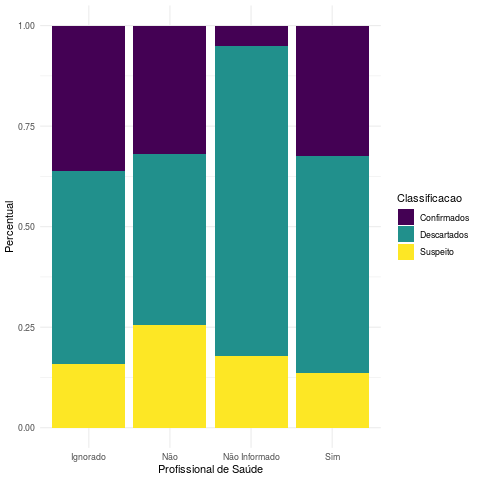 1.00
0.75
0.50
0.25
0.00
Percentual
Ignorado
Não
Não Informado
Sim
Profissional de Saúde
Classificacao
Confirmados
Descartados
Suspeito